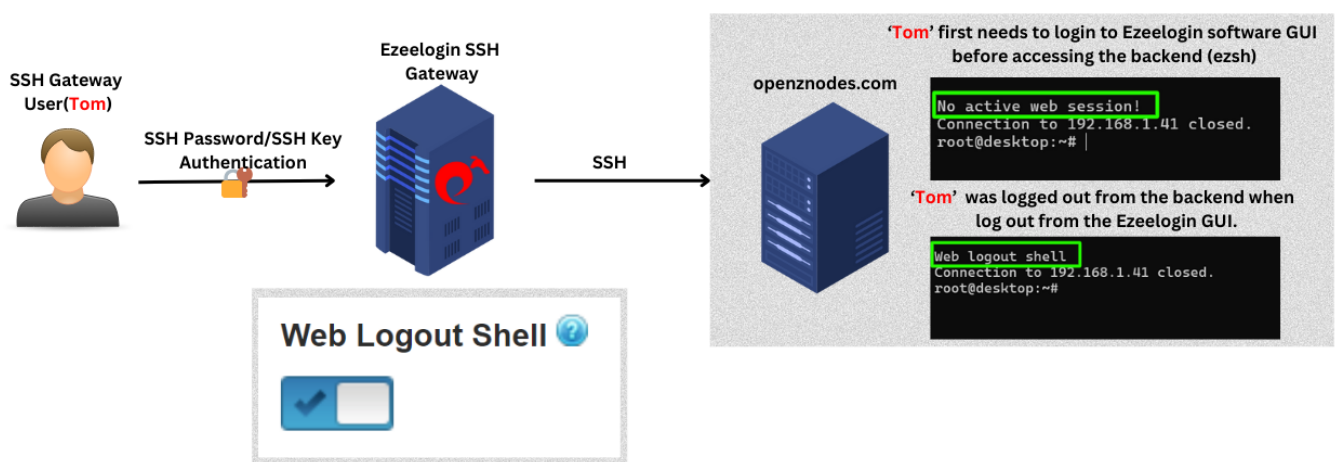 SSH Gateway
User(Tom)
SSH Password/SSH Key
Authentication
Ezeelogin SSH
Gateway
SSH
openznodes.com
‘Tom’ first needs to login to Ezeelogin software GUI
before accessing the backend (ezsh)
No active web session!
Connection to 192.168.1.41 closed.
root@desktop:~#
‘Tom’ was logged out from the backend when
log out from the Ezeelogin GUI.
Web logout shell
Connection to 192.168.1.41 closed.
root@desktop:~#
Web Logout Shell ?